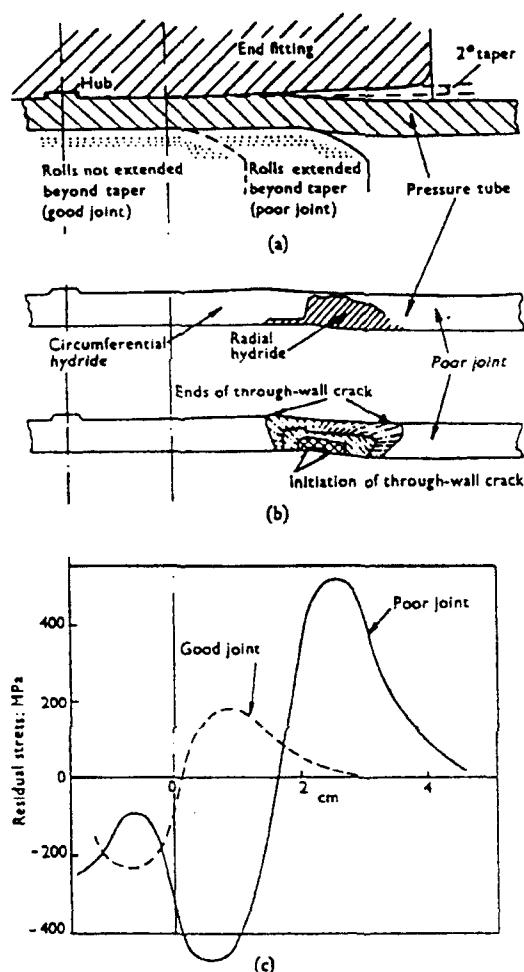 End fitting
2° taper
Hub
Rolls not extended
beyond taper
(good joint)
Rolls extended
beyond taper
(poor joint)
Pressure tube
(a)
Circumferential
hydride
Radial
hydride
Poor joint
Ends of through-wall crack
Initiation of through-wall crack
(b)
Residual stress; MPa
400
200
0
-200
-400
Good joint
Poor joint
0
2
4
cm
(c)